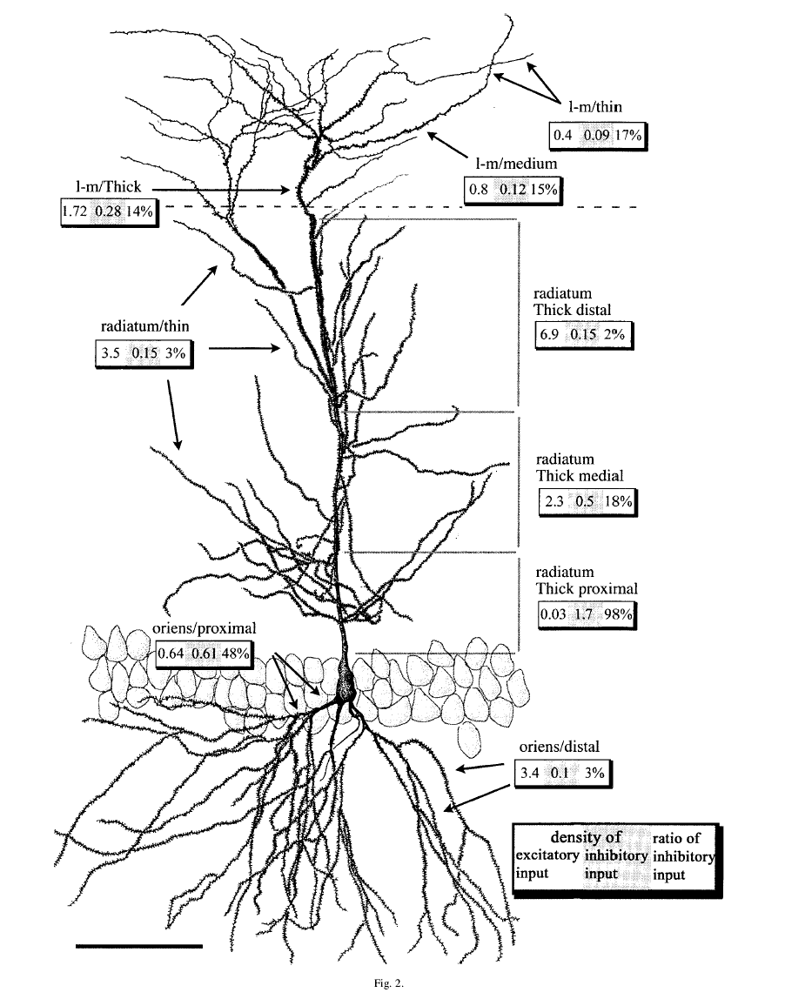 l-m/thin
0.4 0.09 17%
l-m/medium
0.8 0.12 15%
l-m/Thick
1.72 0.28 14%
radiatum
Thick distal
6.9 0.15 2%
radiatum/thin
3.5 0.15 3%
radiatum
Thick medial
2.3 0.5 18%
radiatum
Thick proximal
0.03 1.7 98%
oriens/proximal
0.64 0.61 48%
oriens/distal
3.4 0.1 3%
density of ratio of
excitatory inhibitory inhibitory
input input input
Fig. 2.